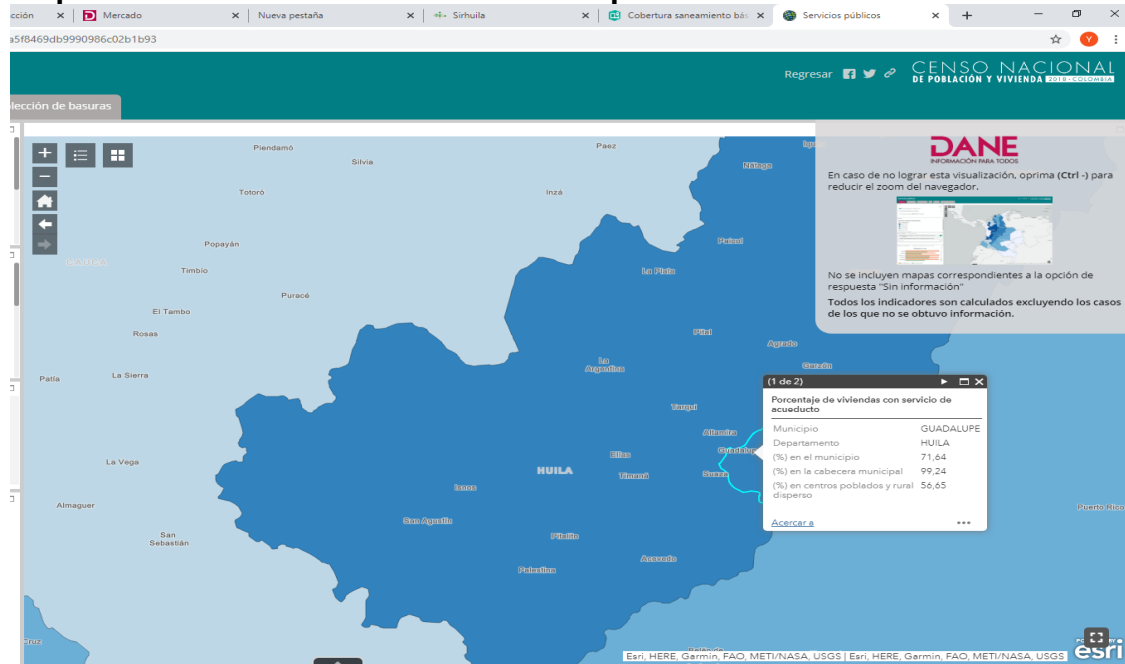 cción
Mercado
Nueva pestaña
Sirhuila
Cobertura saneamiento bás
Servicios públicos
a5f8469db9990986c02b1b93
Y
Regresar
CENSO NACIONAL
DE POBLACIÓN Y VIVIENDA 2018 - COLOMBIA
lección de basuras
DANE
INFORMACIÓN PARA TODOS
En caso de no lograr esta visualización, oprima (Ctrl -) para
reducir el zoom del navegador.
No se incluyen mapas correspondientes a la opción de
respuesta "Sin información"
Todos los indicadores son calculados excluyendo los casos
de los que no se obtuvo información.
Piendamó
Silvia
Paez
Nátaga
Totoró
Inzá
Popayán
Paicol
CAUCA
Timbio
La Plata
Puracé
El Tambo
Rosas
Pital
Agrado
La
Argentina
Garzón
Patía
La Sierra
Tarqui
Altamira
Guadalup
Elías
La Vega
HUILA
Timaná
Suaza
Isnos
Almaguer
San Agustín
San
Sebastián
Pitalito
Acevedo
Palestina
Puerto Rico
Cruz
Belén de
(1 de 2)
Porcentaje de viviendas con servicio de
acueducto
Municipio GUADALUPE
Departamento HUILA
(%) en el municipio 71,64
(%) en la cabecera municipal 99,24
(%) en centros poblados y rural 56,65
disperso
Acercar a
Esri, HERE, Garmin, FAO, METI/NASA, USGS | Esri, HERE, Garmin, FAO, METI/NASA, USGS
esri